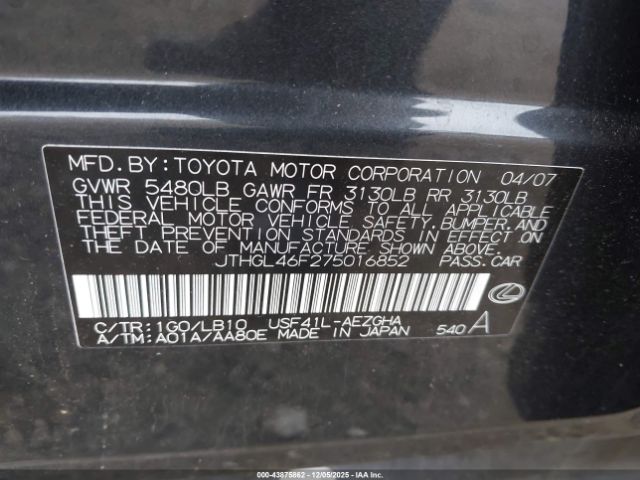 MFD.BY:TOYOTA MOTOR CORPORATION 04/07
GVWR 5480LB GAWR FR 3130LB RR 3130LB
THIS VEHICLE CONFORMS TO ALL APPLICABLE
FEDERAL MOTOR VEHICLE SAFETY,BUMPER,AND
THEFT PREVENTION STANDARDS IN EFFECT ON
THE DATE OF MANUFACTURE SHOWN ABOVE.
JTHGL46F275016852 PASS.CAR
C/TR:1G0/LB10 USF41L-AEZGHA
A/TM:A01A/AA80E MADE IN JAPAN 540 A
000-43875862 - 12/05/2025 - IAAI.COM